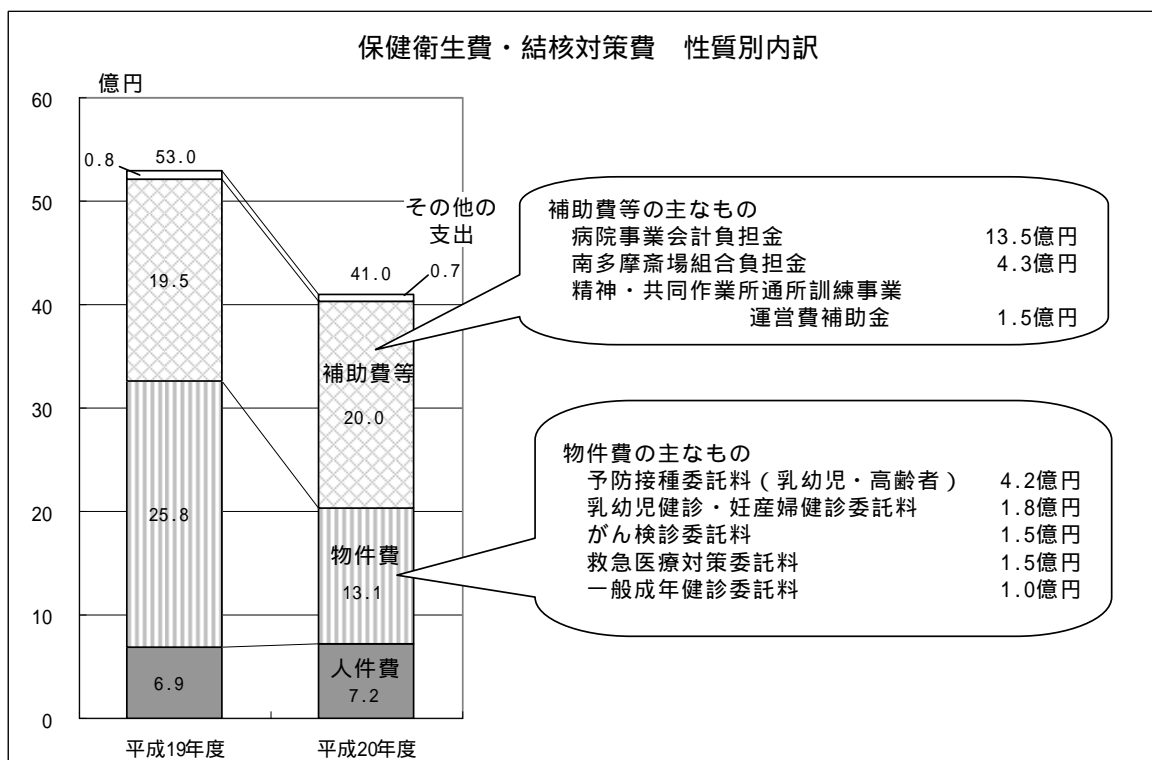 保健衛生費・結核対策費　性質別内訳
億円
60
50
40
30
20
10
0
0.8
53.0
19.5
25.8
6.9
平成19年度
その他の
支出
41.0
0.7
補助費等
20.0
物件費
13.1
人件費
7.2
平成20年度
補助費等の主なもの
病院事業会計負担金　13.5億円
南多摩斎場組合負担金　4.3億円
精神・共同作業所通所訓練事業
運営費補助金　1.5億円
物件費の主なもの
予防接種委託料（乳幼児・高齢者）　4.2億円
乳幼児健診・妊産婦健診委託料　1.8億円
がん検診委託料　1.5億円
救急医療対策委託料　1.5億円
一般成年健診委託料　1.0億円